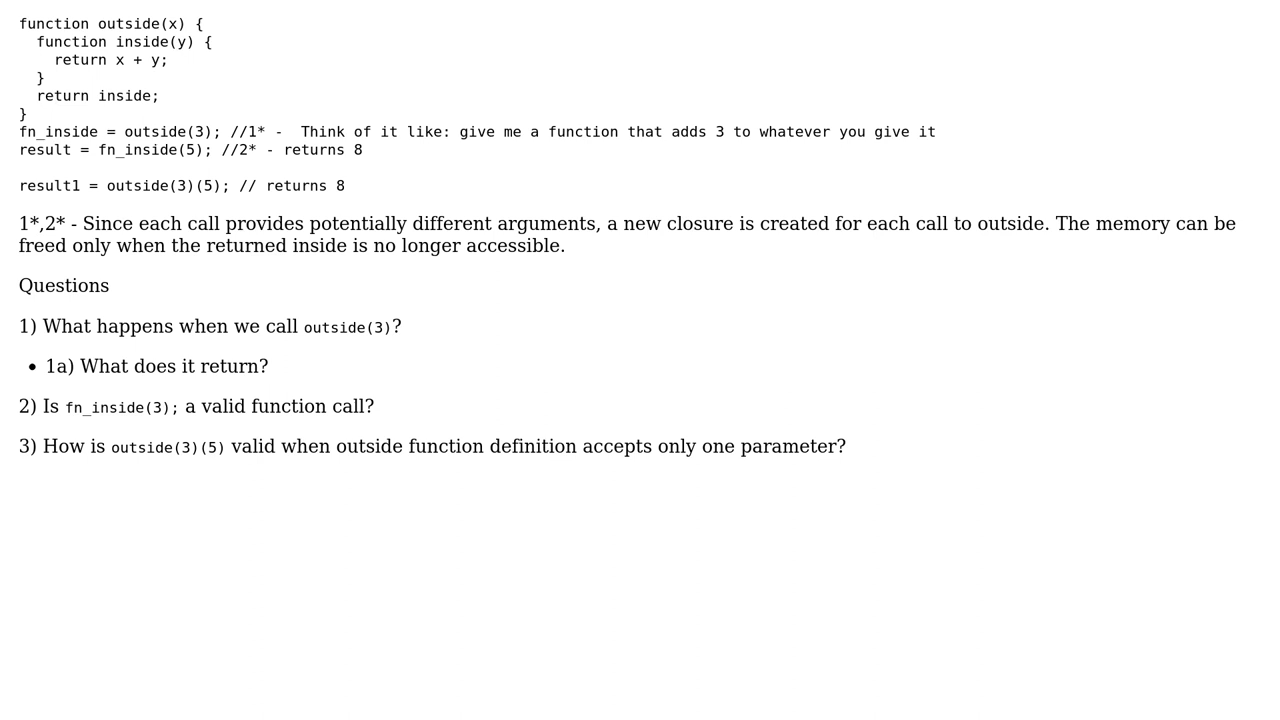 function outside(x) {
  function inside(y) {
    return x + y;
  }
  return inside;
}
fn_inside = outside(3); //1* -  Think of it like: give me a function that adds 3 to whatever you give it
result = fn_inside(5); //2* - returns 8

result1 = outside(3)(5); // returns 8
1*,2* - Since each call provides potentially different arguments, a new closure is created for each call to outside. The memory can be
freed only when the returned inside is no longer accessible.
Questions
1) What happens when we call outside(3)?
• 1a) What does it return?
2) Is fn_inside(3); a valid function call?
3) How is outside(3)(5) valid when outside function definition accepts only one parameter?